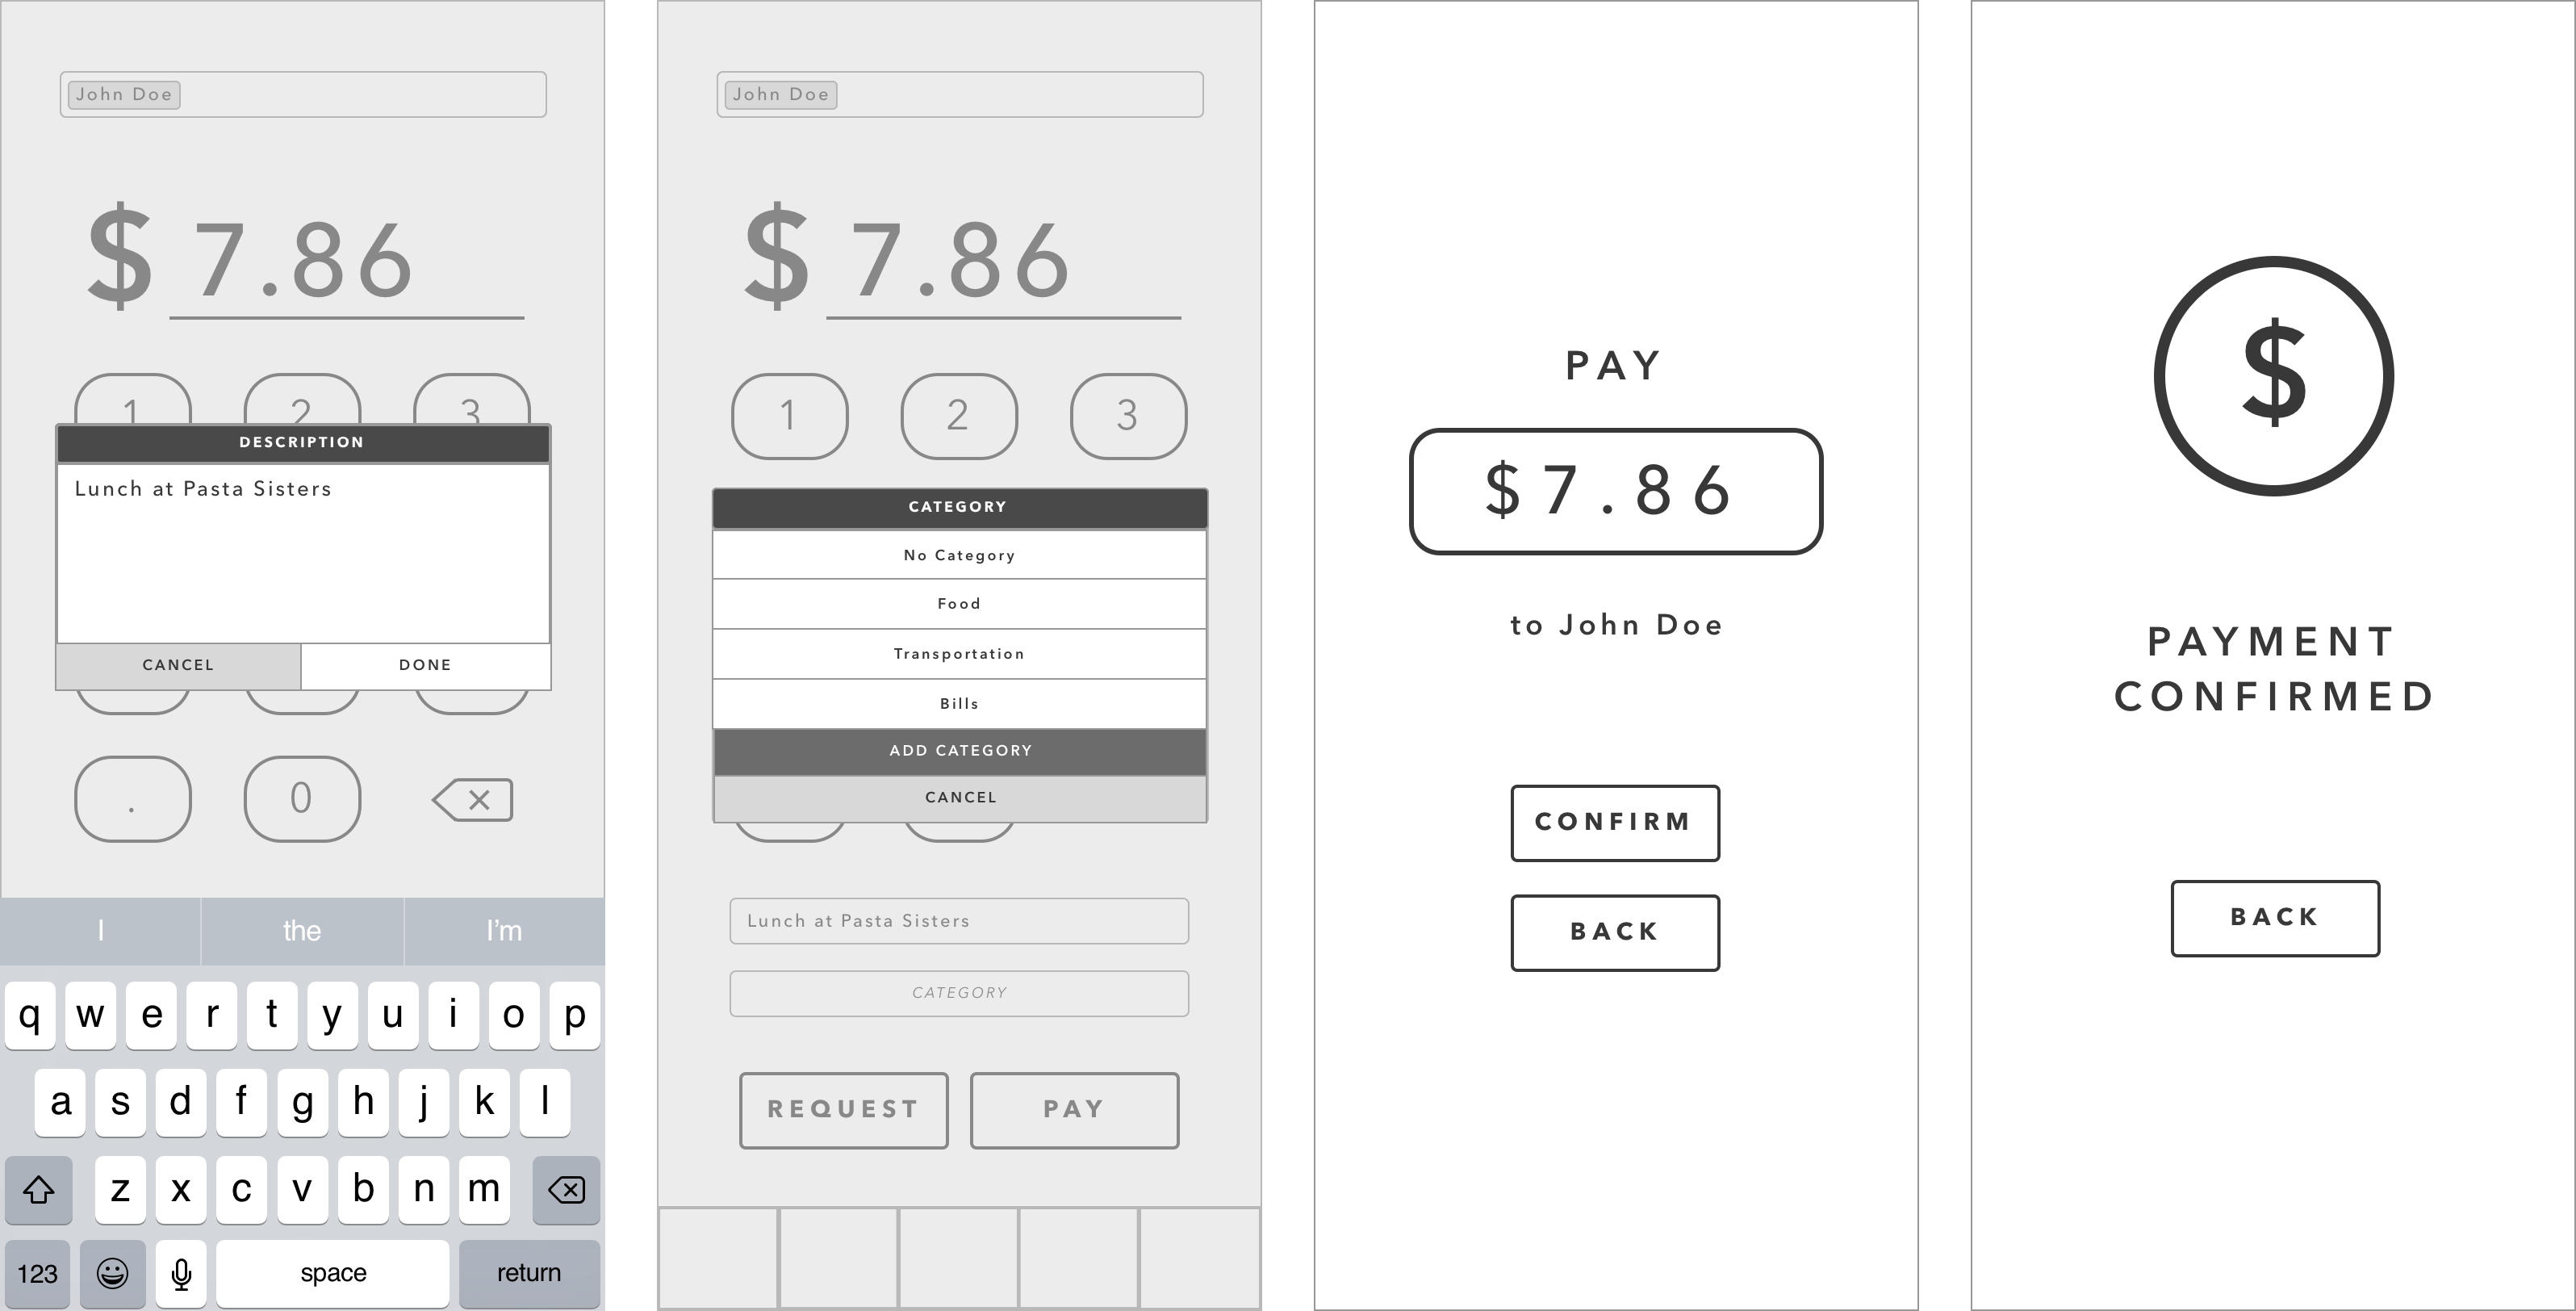 John Doe
$ 7.86
1 2 3
DESCRIPTION
Lunch at Pasta Sisters
CANCEL DONE
. 0
I the I'm
q w e r t y u i o p
a s d f g h j k l
z x c v b n m
123 space return
John Doe
$ 7.86
1 2 3
CATEGORY
No Category
Food
Transportation
Bills
ADD CATEGORY
CANCEL
Lunch at Pasta Sisters
CATEGORY
REQUEST PAY
PAY
$7.86
to John Doe
CONFIRM
BACK
$
PAYMENT
CONFIRMED
BACK